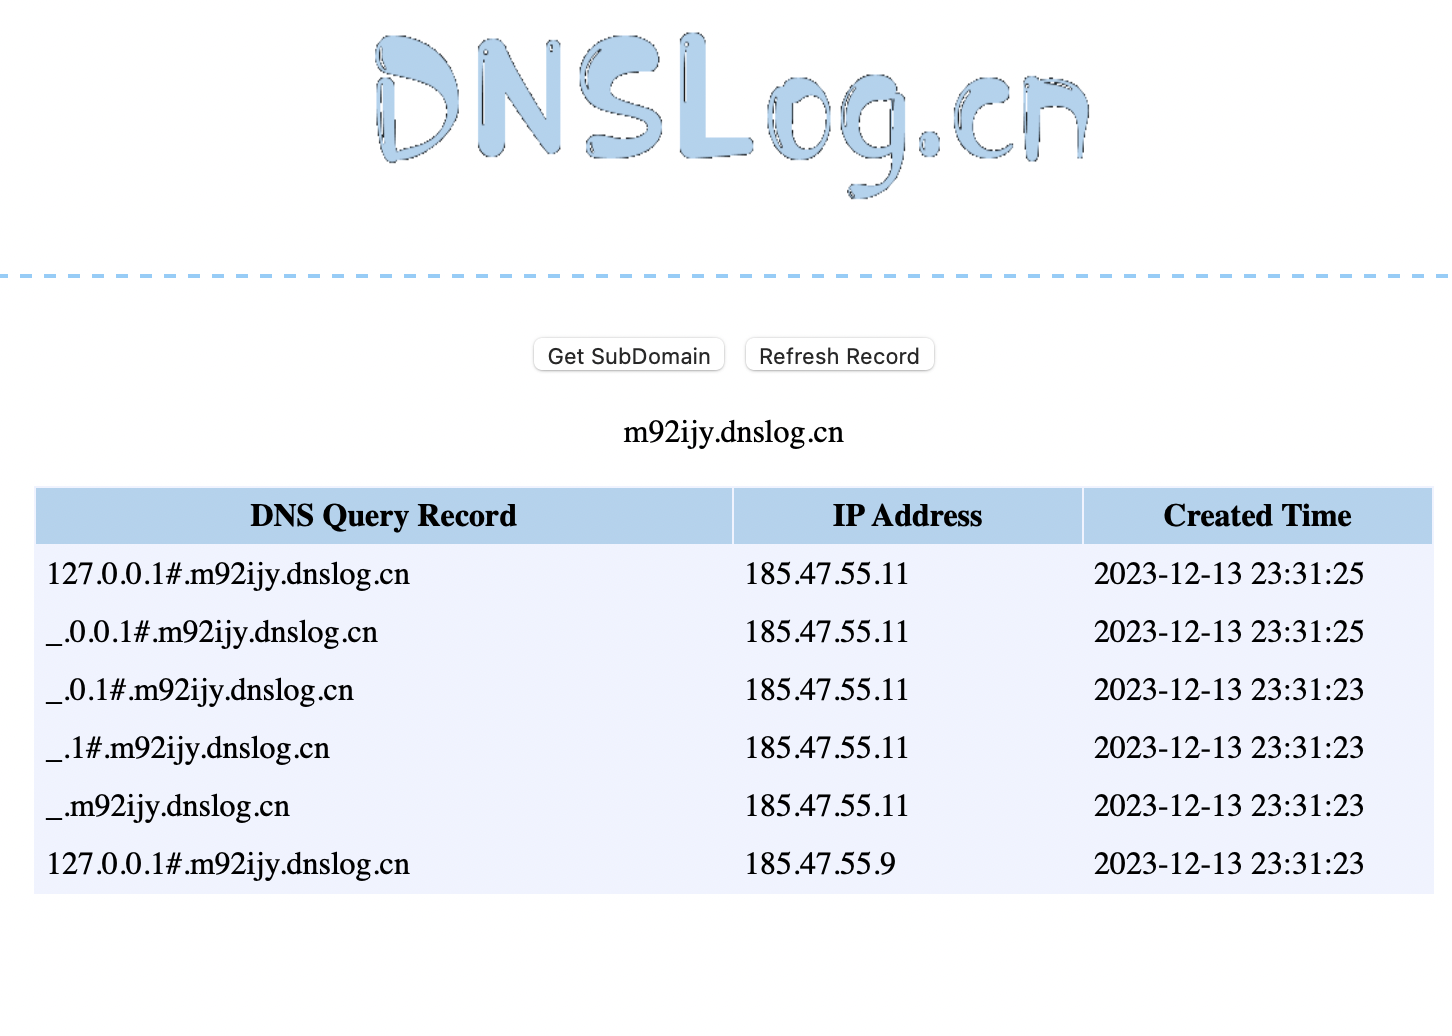 DNSLog.cn
Get SubDomain Refresh Record
m92ijy.dnslog.cn
DNS Query Record IP Address Created Time
127.0.0.1#.m92ijy.dnslog.cn 185.47.55.11 2023-12-13 23:31:25
_.0.0.1#.m92ijy.dnslog.cn 185.47.55.11 2023-12-13 23:31:25
_.0.1#.m92ijy.dnslog.cn 185.47.55.11 2023-12-13 23:31:23
_.1#.m92ijy.dnslog.cn 185.47.55.11 2023-12-13 23:31:23
_.m92ijy.dnslog.cn 185.47.55.11 2023-12-13 23:31:23
127.0.0.1#.m92ijy.dnslog.cn 185.47.55.9 2023-12-13 23:31:23